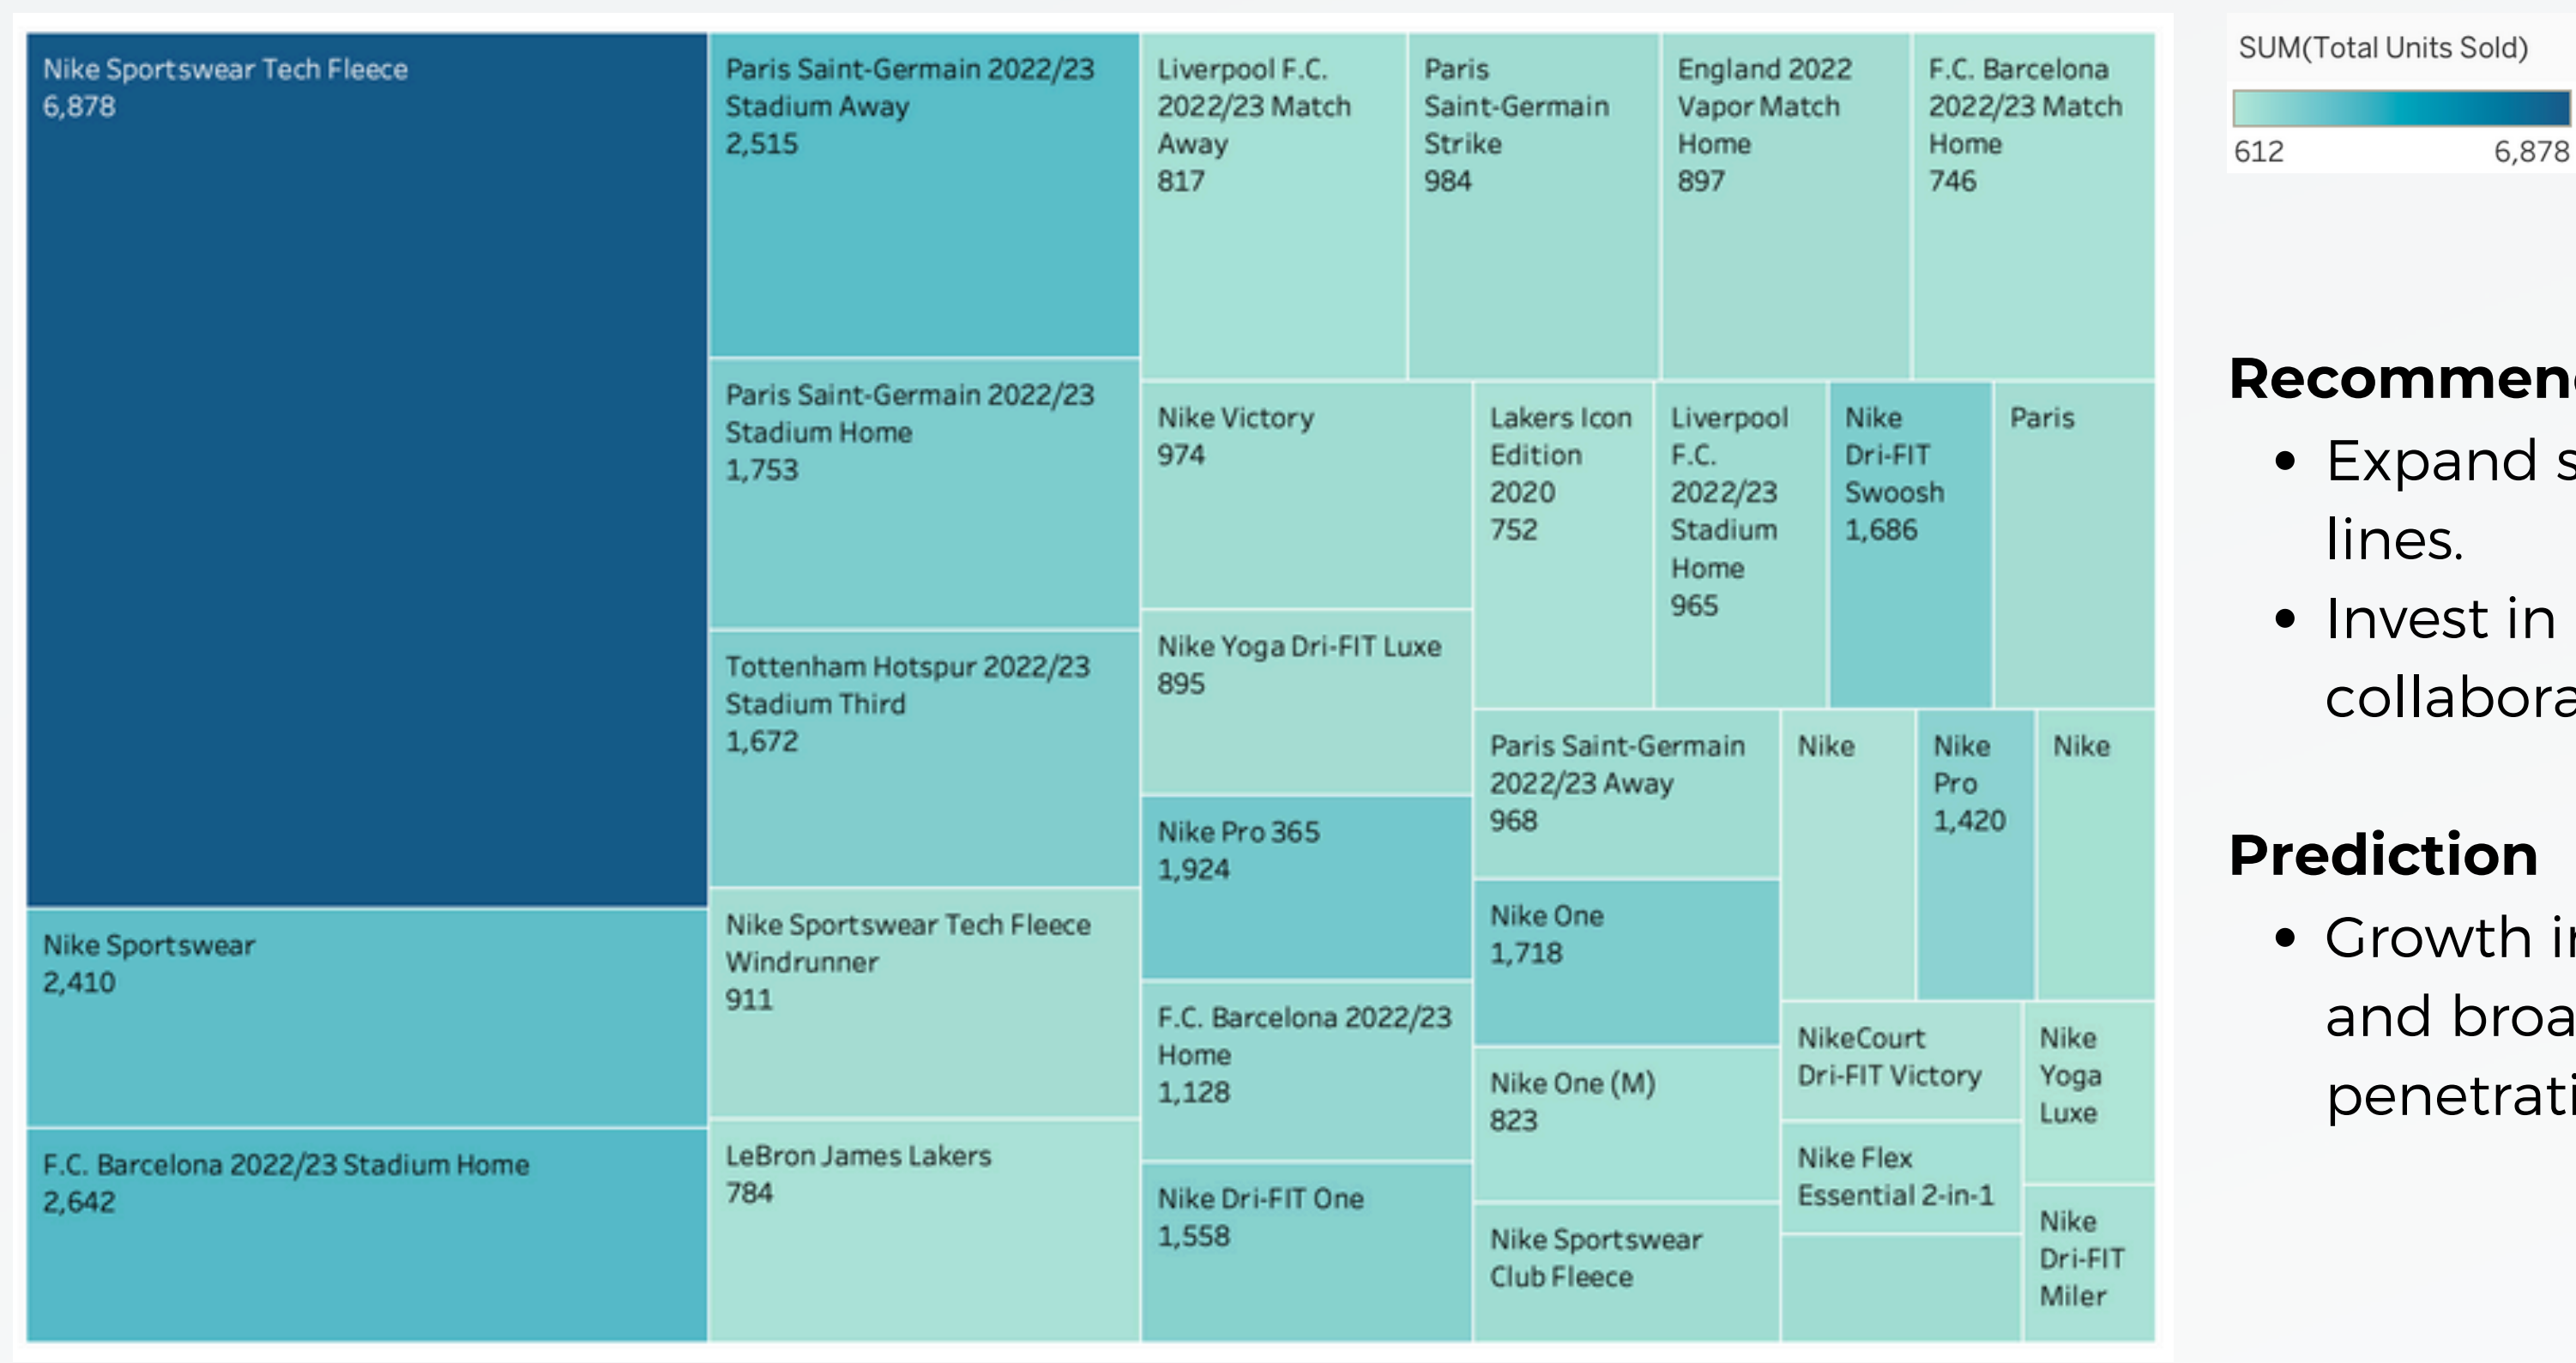 Nike Sportswear Tech Fleece
6,878
Nike Sportswear
2,410
F.C. Barcelona 2022/23 Stadium Home
2,642
Paris Saint-Germain 2022/23
Stadium Away
2,515
Paris Saint-Germain 2022/23
Stadium Home
1,753
Tottenham Hotspur 2022/23
Stadium Third
1,672
Nike Sportswear Tech Fleece
Windrunner
911
LeBron James Lakers
784
Liverpool F.C.
2022/23 Match
Away
817
Paris
Saint-Germain
Strike
984
England 2022
Vapor Match
Home
897
F.C. Barcelona
2022/23 Match
Home
746
Nike Victory
974
Nike Yoga Dri-FIT Luxe
895
Nike Pro 365
1,924
F.C. Barcelona 2022/23
Home
1,128
Nike Dri-FIT One
1,558
Lakers Icon
Edition
2020
752
Liverpool
F.C.
2022/23
Stadium
Home
965
Nike
Dri-FIT
Swoosh
1,686
Paris
Paris Saint-Germain
2022/23 Away
968
Nike One
1,718
Nike One (M)
823
Nike Sportswear
Club Fleece
Nike
Nike
Pro
1,420
Nike
NikeCourt
Dri-FIT Victory
Nike Flex
Essential 2-in-1
Nike
Yoga
Luxe
Nike
Dri-FIT
Miler
SUM(Total Units Sold)
612 6,878
Recommen
Expand s
lines.
Invest in
collabora
Prediction
Growth i
and broa
penetrati